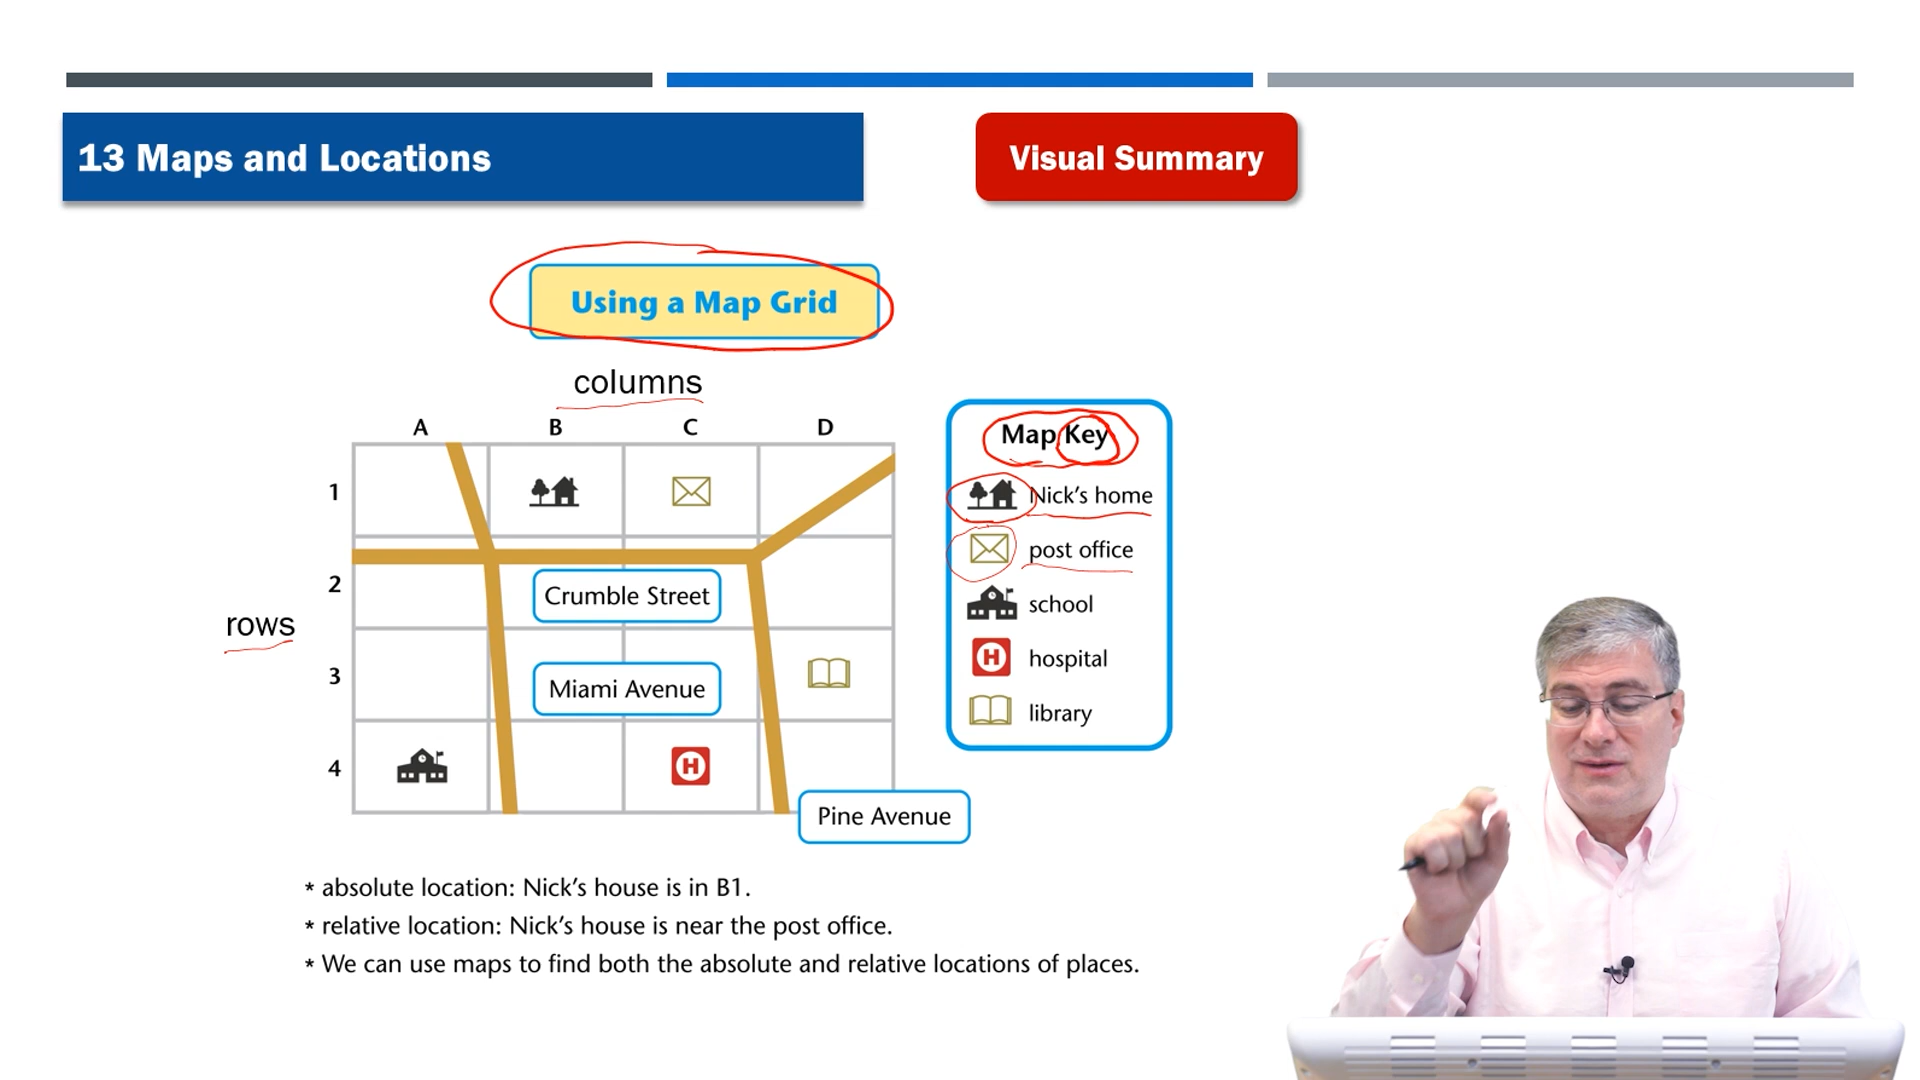 13 Maps and Locations
Visual Summary
Using a Map Grid
columns
A B C D
1
2
3
4
rows
Crumble Street
Miami Avenue
H
Pine Avenue
Map Key
Nick's home
post office
school
H hospital
library
* absolute location: Nick's house is in B1.
* relative location: Nick's house is near the post office.
* We can use maps to find both the absolute and relative locations of places.